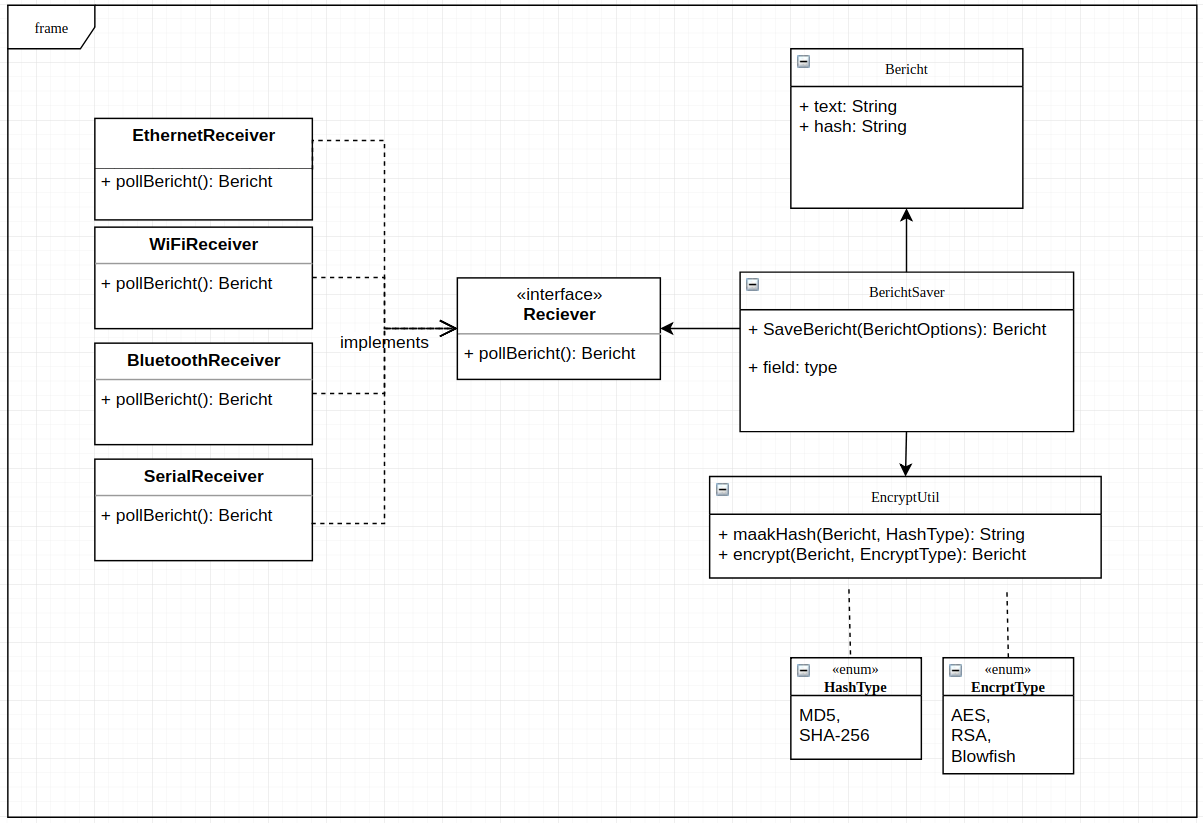 frame
EthernetReceiver
+ pollBericht(): Bericht
WiFiReceiver
+ pollBericht(): Bericht
BluetoothReceiver
+ pollBericht(): Bericht
SerialReceiver
+ pollBericht(): Bericht
implements
«interface»
Reciever
+ pollBericht(): Bericht
Bericht
+ text: String
+ hash: String
BerichtSaver
+ SaveBericht(BerichtOptions): Bericht
+ field: type
EncryptUtil
+ maakHash(Bericht, HashType): String
+ encrypt(Bericht, EncryptType): Bericht
«enum»
HashType
MD5,
SHA-256
«enum»
EncrptType
AES,
RSA,
Blowfish